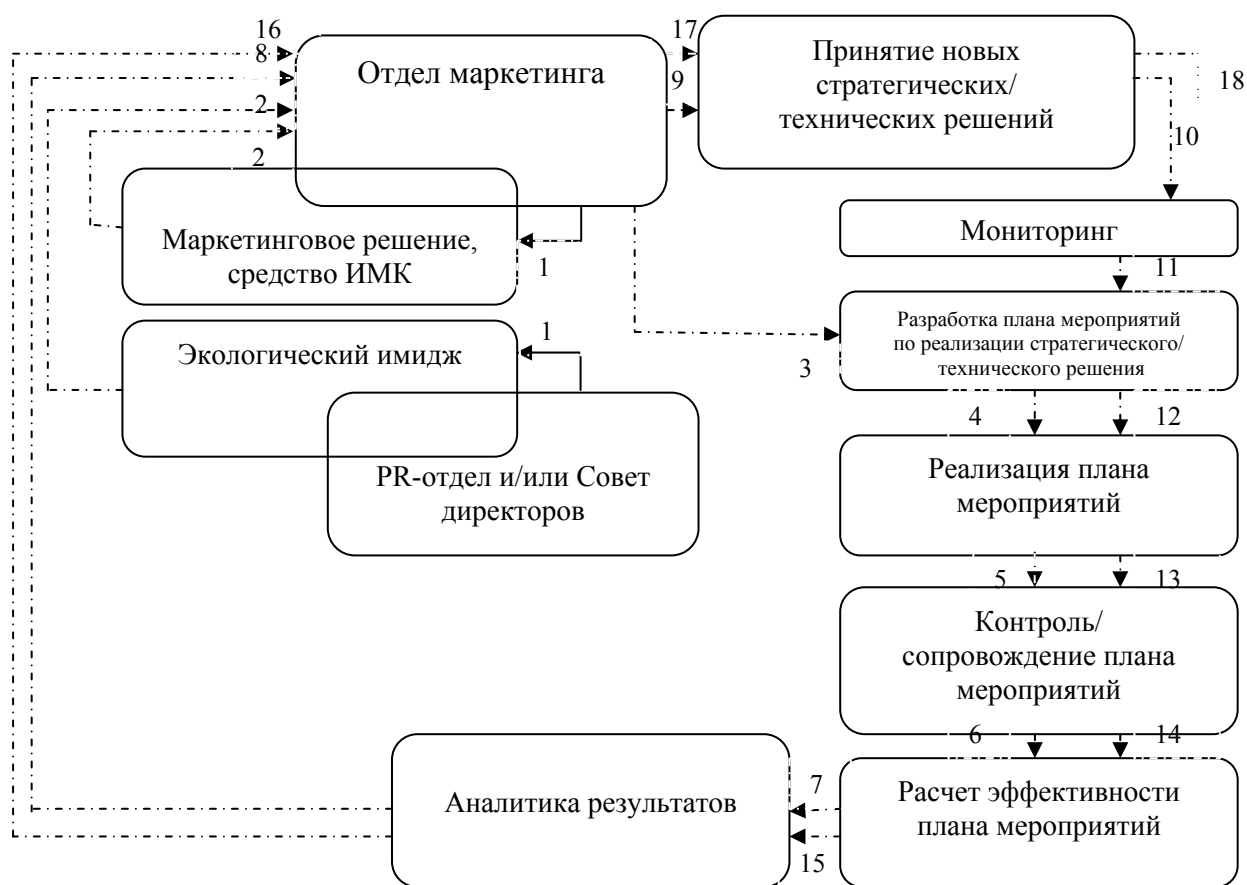 16
17
8
Отдел маркетинга
9
2
2
Принятие новых
стратегических/
технических решений
18
10
Маркетинговое решение,
средство ИМК
1
Мониторинг
11
Экологический имидж
1
Разработка плана мероприятий
по реализации стратегического/
технического решения
3
4
12
PR-отдел и/или Совет
директоров
Реализация плана
мероприятий
5
13
Контроль/
сопровождение плана
мероприятий
6
14
Аналитика результатов
7
15
Расчет эффективности
плана мероприятий